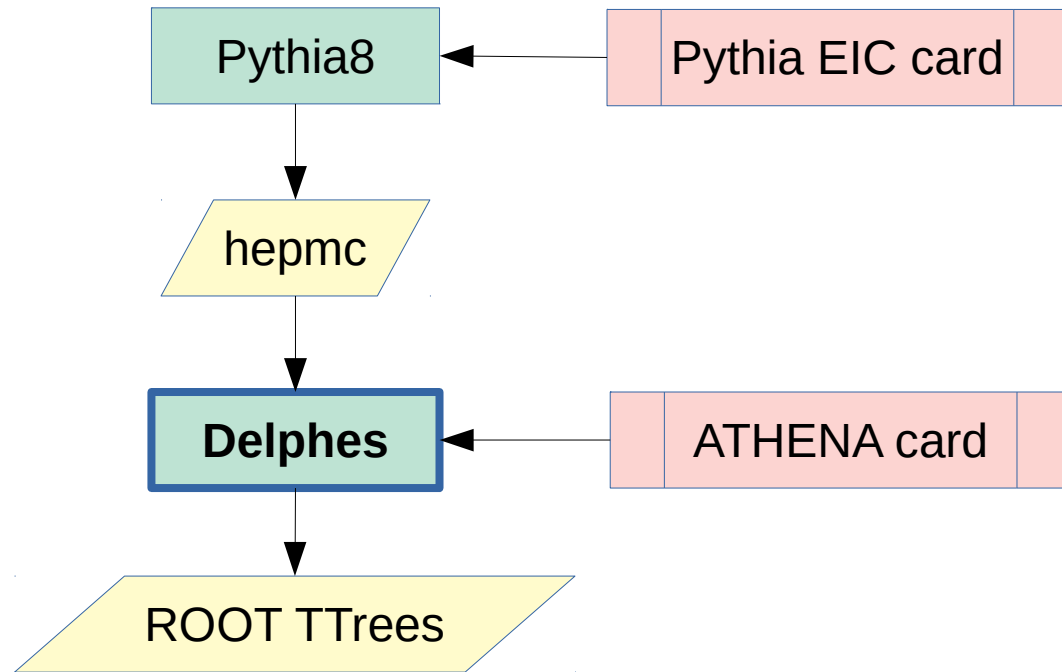 Pythia8
Pythia EIC card
hepmc
Delphes
ATHENA card
ROOT TTrees